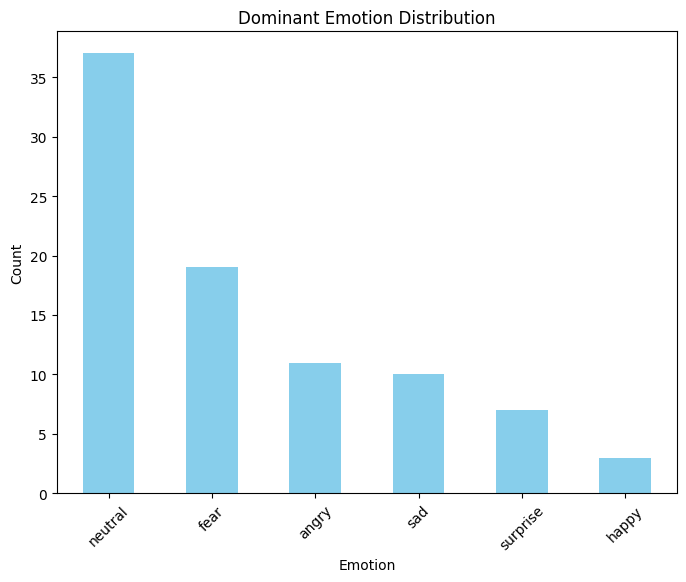 Dominant Emotion Distribution
Count
35
30
25
20
15
10
5
0
neutral
fear
angry
sad
surprise
happy
Emotion